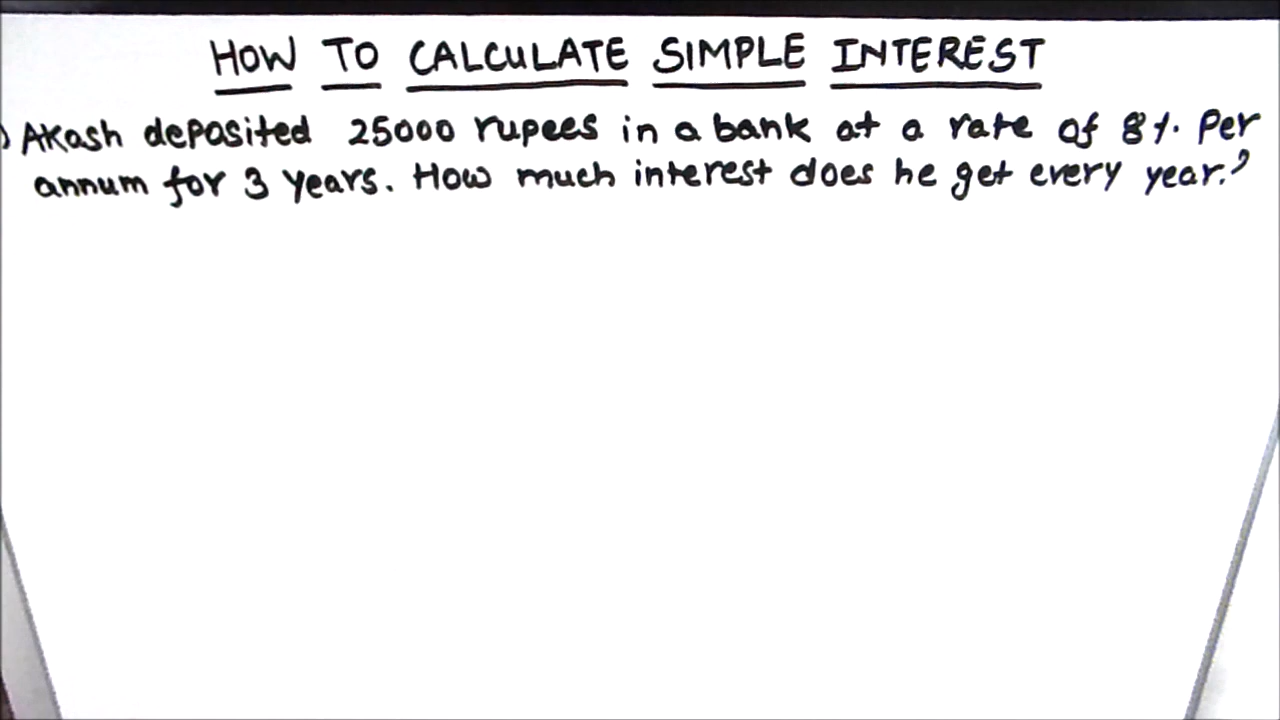 HOW TO CALCULATE SIMPLE INTEREST
) Akash deposited 25000 rupees in a bank at a rate of 8%. Per
annum for 3 years. How much interest does he get every year.?